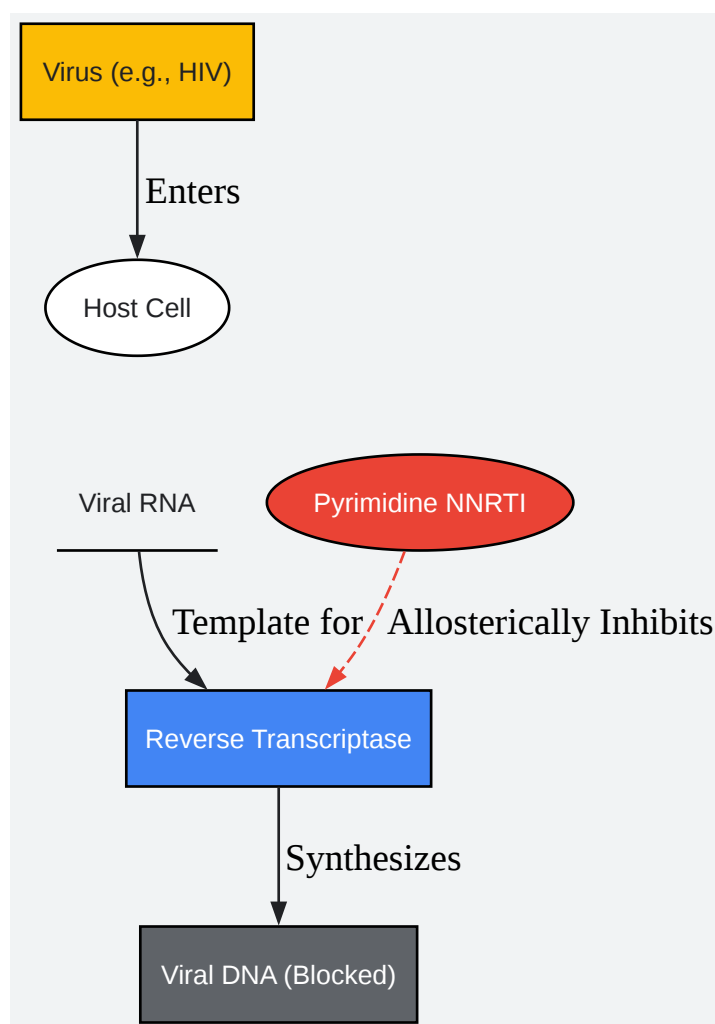 Virus (e.g., HIV)
Enters
Host Cell
Viral RNA
Pyrimidine NNRTI
Template for
Allosterically Inhibits
Reverse Transcriptase
Synthesizes
Viral DNA (Blocked)